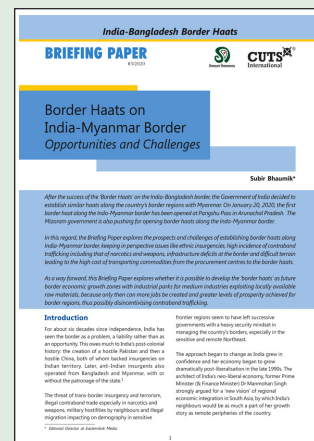 India-Bangladesh Border Haats
BRIEFING PAPER
#3/2020
CUTS®
International
Border Haats on
India-Myanmar Border
Opportunities and Challenges
Subir Bhaumik*
After the success of the 'Border Haats' on the India-Bangladesh border, the Government of India decided to
establish similar haats along the country's border regions with Myanmar. On January 20, 2020, the first
border haat along the Indo-Myanmar border has been opened at Pangshu Pass in Arunachal Pradesh. The
Mizoram government is also pushing for opening border haats along the Indo-Myanmar border.
In this regard, the Briefing Paper explores the prospects and challenges of establishing border haats along
India-Myanmar border, keeping in perspective issues like ethnic insurgencies, high incidence of contraband
trafficking including that of narcotics and weapons, infrastructure deficits at the border and difficult terrain
leading to the high cost of transporting commodities from the procurement centres to the border haats.
As a way forward, this Briefing Paper explores whether it is possible to develop the 'border haats' as future
border economic growth zones with industrial parks for medium industries exploiting locally available
raw materials, because only then can more jobs be created and greater levels of prosperity achieved for
border regions, thus possibly disincentivising contraband trafficking.
Introduction
For about six decades since independence, India has
seen the border as a problem, a liability rather than as
an opportunity. This owes much to India's post-colonial
history: the creation of a hostile Pakistan and then a
hostile China, both of whom backed insurgencies on
Indian territory. Later, anti-Indian insurgents also
operated from Bangladesh and Myanmar, with or
without the patronage of the state.
The threat of trans-border insurgency and terrorism,
illegal contraband trade especially in narcotics and
weapons, military hostilities by neighbours and illegal
migration impacting on demography in sensitive
frontier regions seem to have left successive
governments with a heavy security mindset in
managing the country's borders, especially in the
sensitive and remote Northeast.
The approach began to change as India grew in
confidence and her economy began to grow
dramatically post-liberalisation in the late 1990s. The
architect of India's neo-liberal economy, former Prime
Minister (& Finance Minister) Dr Manmohan Singh
strongly argued for a 'new vision' of regional
economic integration in South Asia, by which India's
neighbours would be as much a part of her growth
story as remote peripheries of the country.
* Editorial Director at Easternlink Media
1